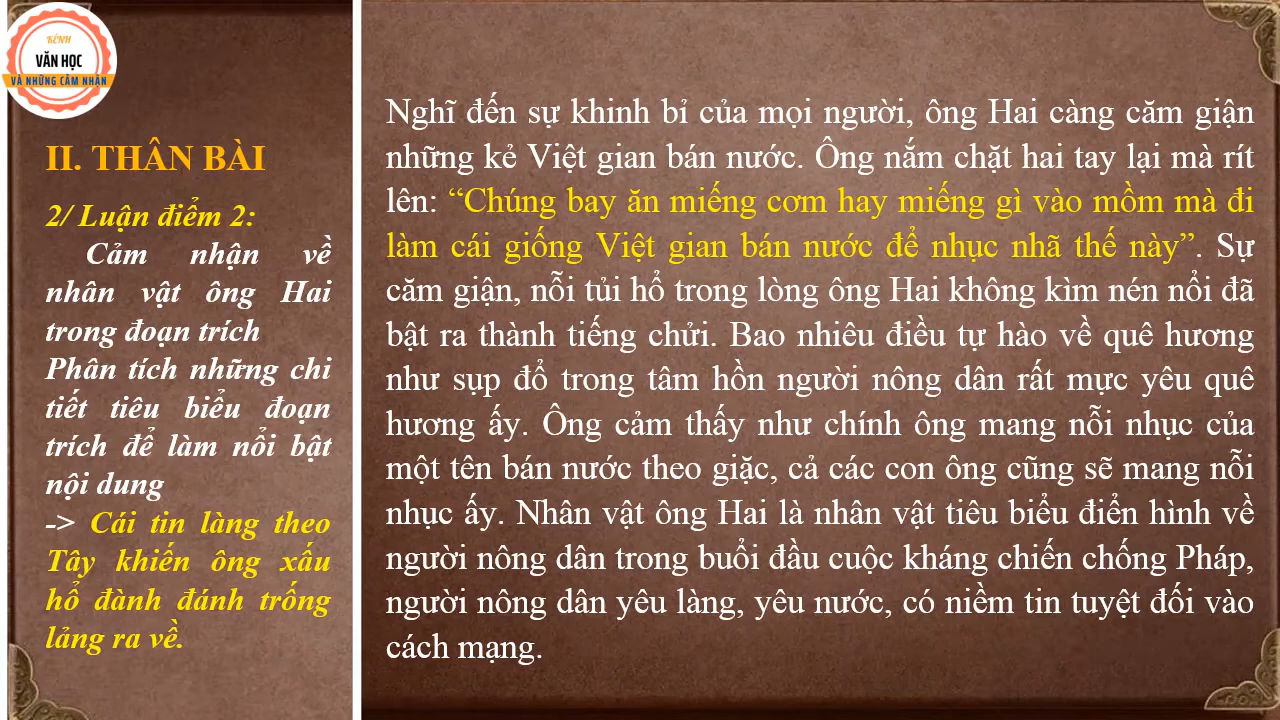 KÊNH
VĂN HỌC
VÀ NHỮNG CẢM NHẬN
II. THÂN BÀI
2/ Luận điểm 2:
Cảm nhận về
nhân vật ông Hai
trong đoạn trích
Phân tích những chi
tiết tiêu biểu đoạn
trích để làm nổi bật
nội dung
-> Cái tin làng theo
Tây khiến ông xấu
hổ đành đánh trống
lảng ra về.
Nghĩ đến sự khinh bỉ của mọi người, ông Hai càng căm giận
những kẻ Việt gian bán nước. Ông nắm chặt hai tay lại mà rít
lên: “Chúng bay ăn miếng cơm hay miếng gì vào mồm mà đi
làm cái giống Việt gian bán nước để nhục nhã thế này”. Sự
căm giận, nỗi tủi hổ trong lòng ông Hai không kìm nén nổi đã
bật ra thành tiếng chửi. Bao nhiêu điều tự hào về quê hương
như sụp đổ trong tâm hồn người nông dân rất mực yêu quê
hương ấy. Ông cảm thấy như chính ông mang nỗi nhục của
một tên bán nước theo giặc, cả các con ông cũng sẽ mang nỗi
nhục ấy. Nhân vật ông Hai là nhân vật tiêu biểu điển hình về
người nông dân trong buổi đầu cuộc kháng chiến chống Pháp,
người nông dân yêu làng, yêu nước, có niềm tin tuyệt đối vào
cách mạng.